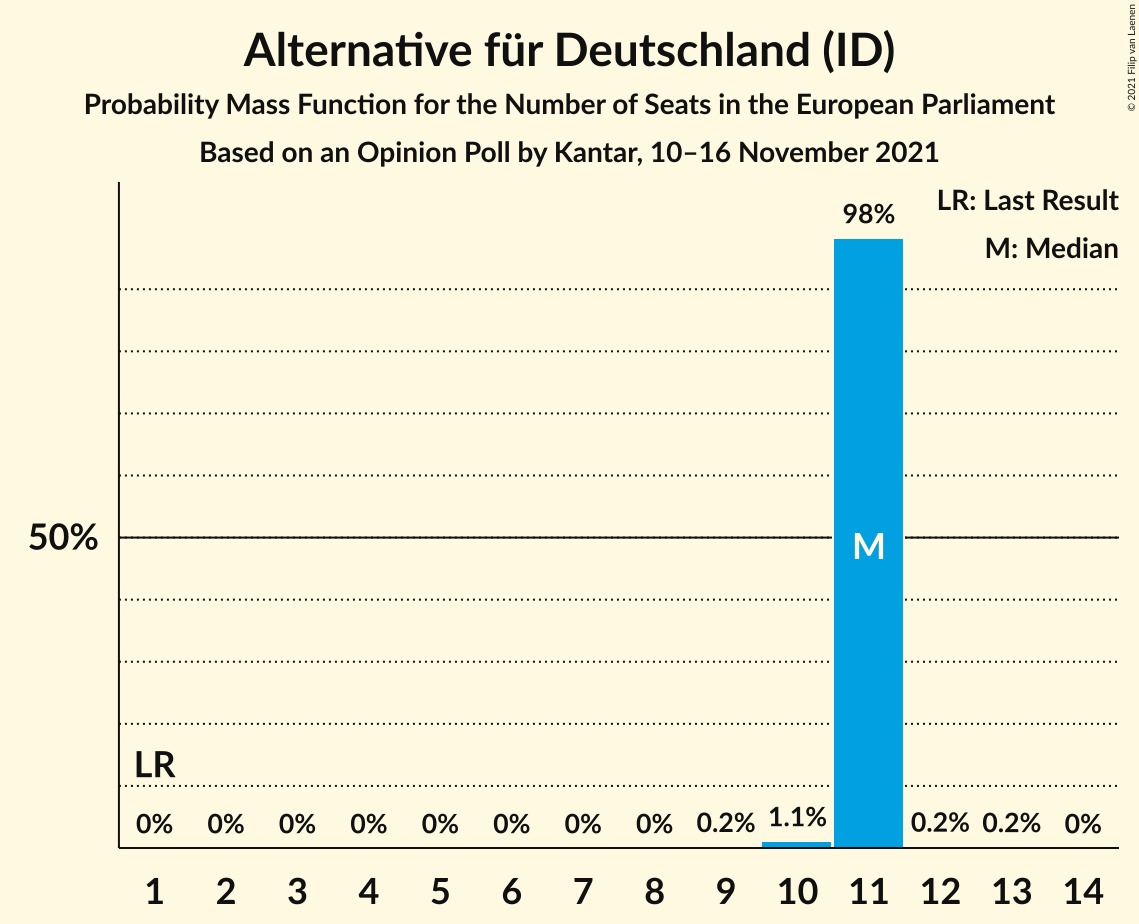 Alternative für Deutschland (ID)
Probability Mass Function for the Number of Seats in the European Parliament
Based on an Opinion Poll by Kantar, 10–16 November 2021
© 2021 Filip van Laenen
LR: Last Result
M: Median
98%
50%
M
LR
0% 0% 0% 0% 0% 0% 0% 0% 0.2% 1.1% 0.2% 0.2% 0%
1 2 3 4 5 6 7 8 9 10 11 12 13 14